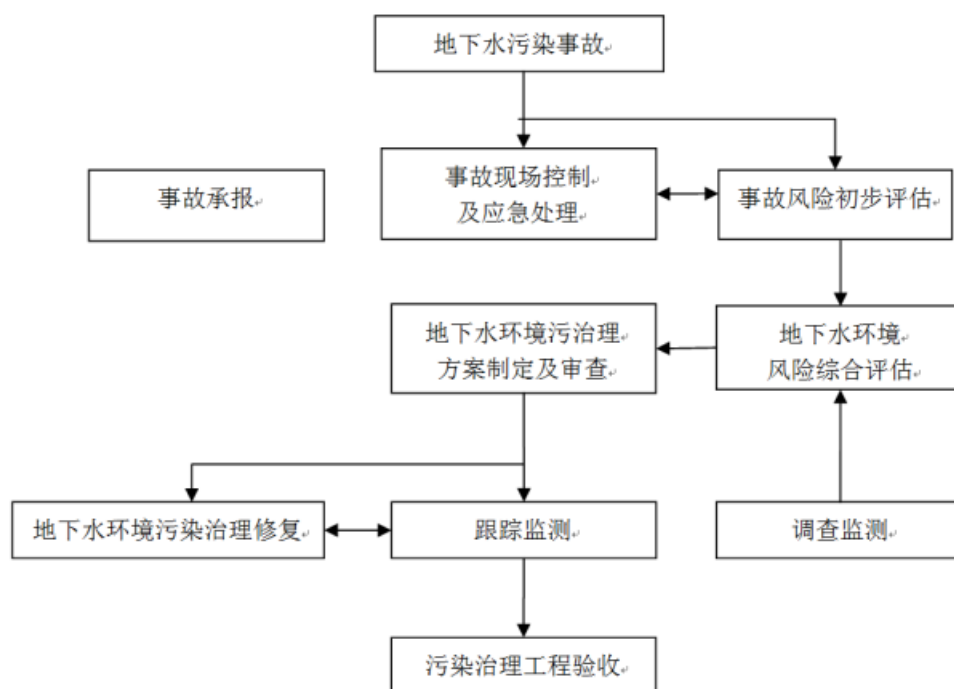 地下水污染事故
事故承报
事故现场控制
及应急处理
事故风险初步评估
地下水环境污治理
方案制定及审查
地下水环境
风险综合评估
地下水环境污染治理修复
跟踪监测
调查监测
污染治理工程验收